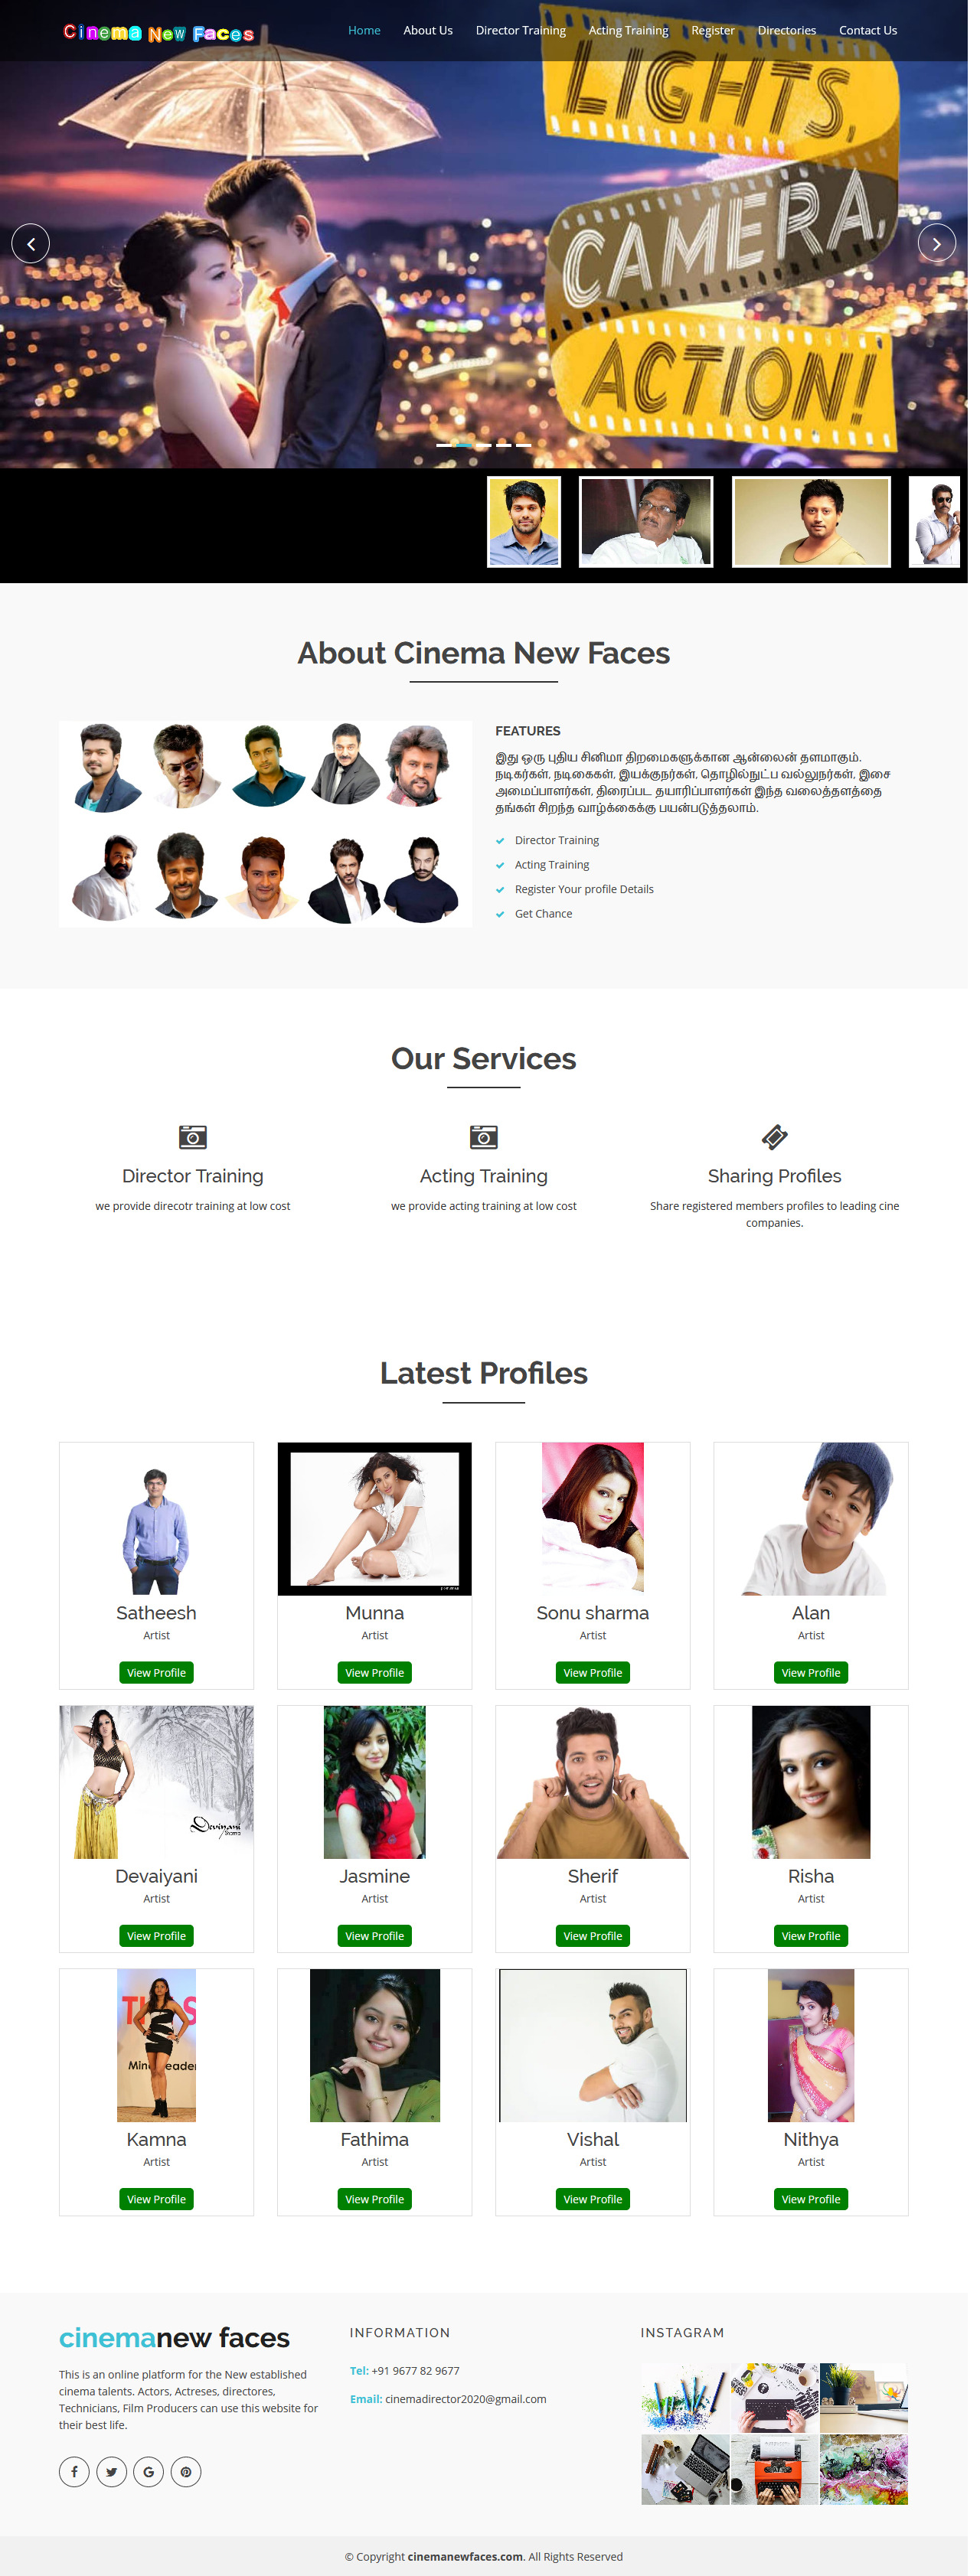 Cinema New Faces
Home About Us Director Training Acting Training Register Directories Contact Us
LIGHTS,
CAMERA,
ACTION!
About Cinema New Faces
FEATURES
இது ஒரு புதிய சினிமா திறமைகளுக்கான ஆன்லைன் தளமாகும்.
நடிகர்கள், நடிகைகள், இயக்குநர்கள், தொழில்நுட்ப வல்லுநர்கள், இசை
அமைப்பாளர்கள், திரைப்பட தயாரிப்பாளர்கள் இந்த வலைத்தளத்தை
தங்கள் சிறந்த வாழ்க்கைக்கு பயன்படுத்தலாம்.
Director Training
Acting Training
Register Your profile Details
Get Chance
Our Services
Director Training
we provide direcotr training at low cost
Acting Training
we provide acting training at low cost
Sharing Profiles
Share registered members profiles to leading cine
companies.
Latest Profiles
Satheesh
Artist
View Profile
Munna
Artist
View Profile
Sonu sharma
Artist
View Profile
Alan
Artist
View Profile
Devaiyani
Artist
View Profile
Jasmine
Artist
View Profile
Sherif
Artist
View Profile
Risha
Artist
View Profile
Kamna
Artist
View Profile
Fathima
Artist
View Profile
Vishal
Artist
View Profile
Nithya
Artist
View Profile
cinemanew faces
This is an online platform for the New established
cinema talents. Actors, Actreses, directores,
Technicians, Film Producers can use this website for
their best life.
INFORMATION
Tel: +91 9677 82 9677
Email: cinemadirector2020@gmail.com
INSTAGRAM
© Copyright cinemanewfaces.com. All Rights Reserved